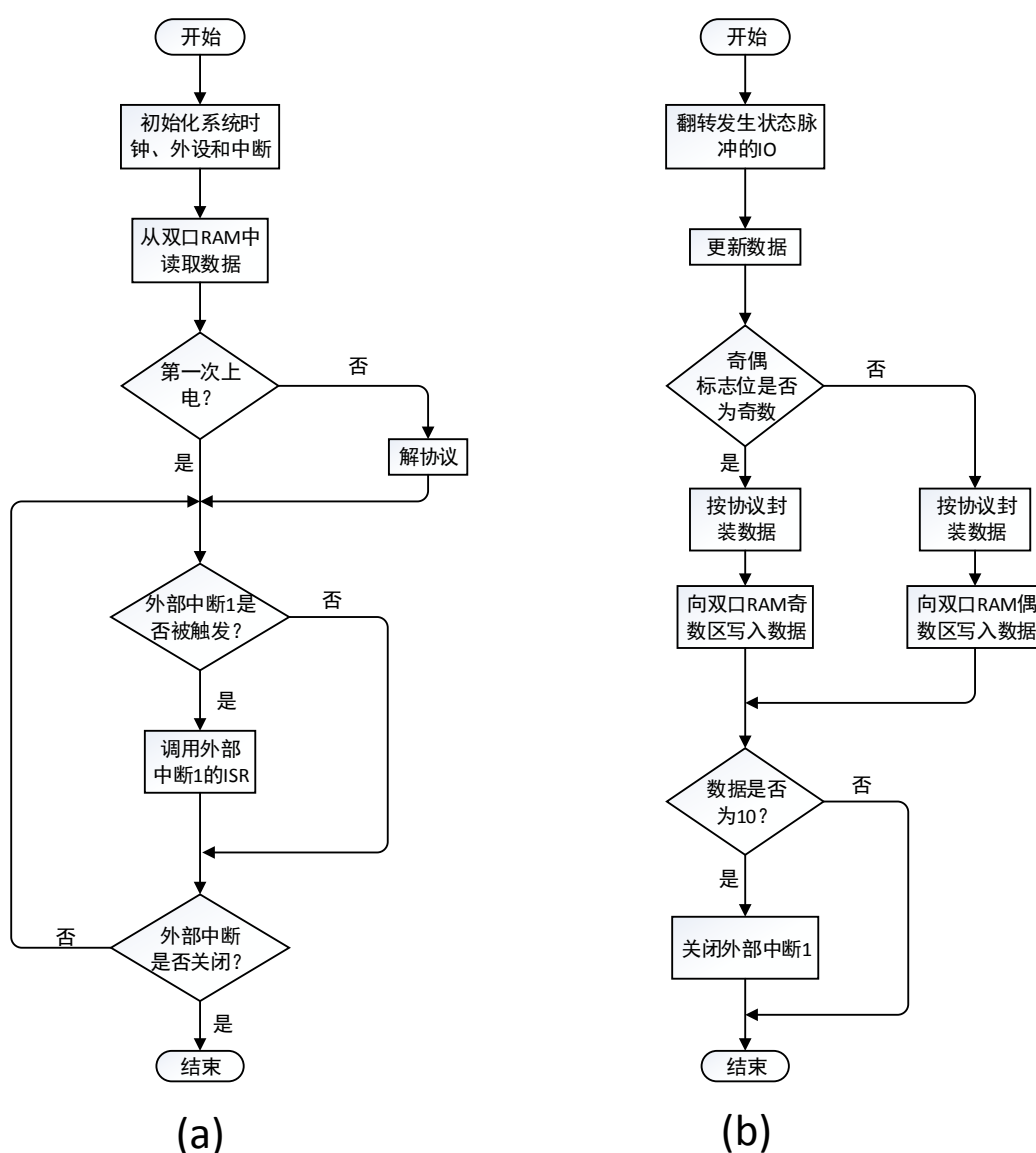 开始
初始化系统时
钟、外设和中断
从双口RAM中
读取数据
第一次上
电?
否
解协议
是
外部中断1是
否被触发?
否
是
调用外部
中断1的ISR
外部中断
是否关闭?
否
是
结束
(a)
开始
翻转发生状态脉
冲的IO
更新数据
奇偶
标志位是否
为奇数
否
是
按协议封
装数据
按协议封
装数据
向双口RAM奇
数区写入数据
向双口RAM偶
数区写入数据
数据是否
为10?
否
是
关闭外部中断1
结束
(b)